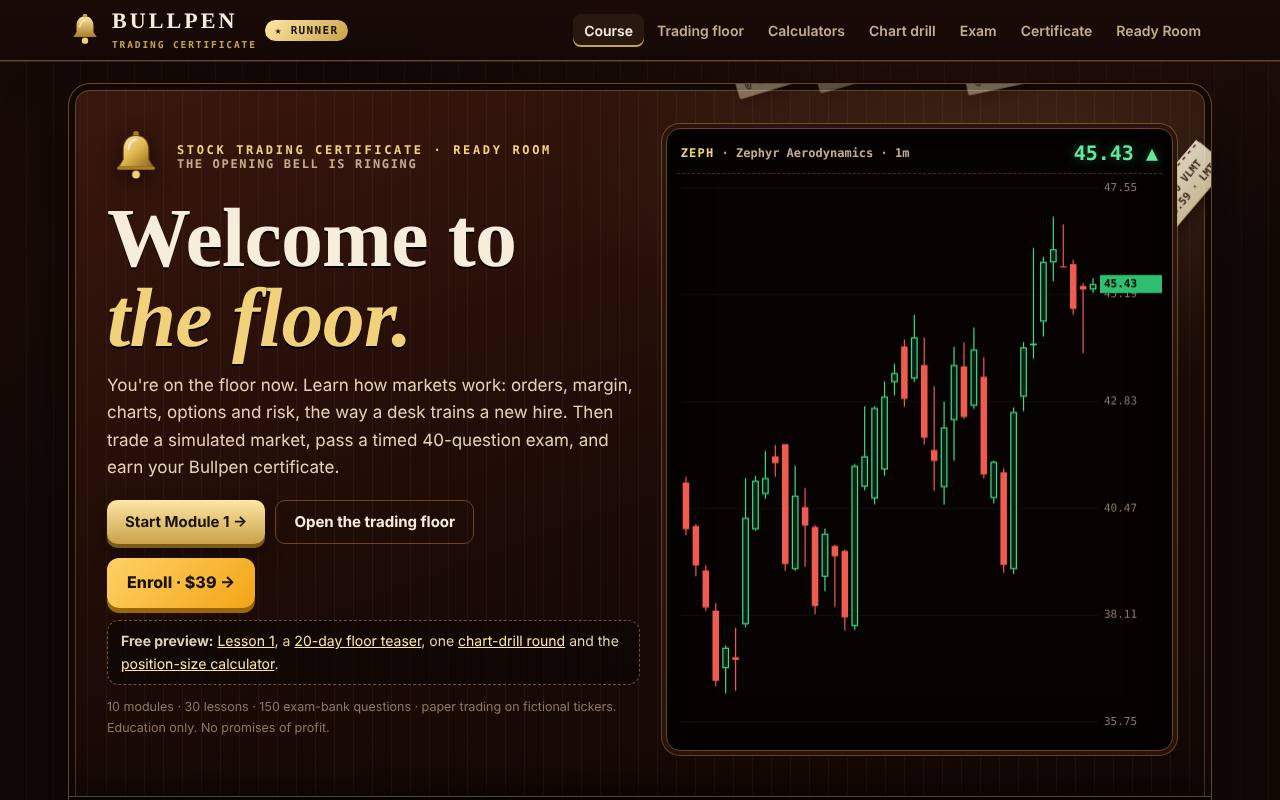 BULLPEN
TRADING CERTIFICATE
★ RUNNER
Course
Trading floor
Calculators
Chart drill
Exam
Certificate
Ready Room
STOCK TRADING CERTIFICATE · READY ROOM
THE OPENING BELL IS RINGING
Welcome to
the floor.
You're on the floor now. Learn how markets work: orders, margin,
charts, options and risk, the way a desk trains a new hire. Then
trade a simulated market, pass a timed 40-question exam, and
earn your Bullpen certificate.
Start Module 1 →
Open the trading floor
Enroll · $39 →
Free preview: Lesson 1, a 20-day floor teaser, one chart-drill round and the
position-size calculator.
10 modules · 30 lessons · 150 exam-bank questions · paper trading on fictional tickers.
Education only. No promises of profit.
ZEPH · Zephyr Aerodynamics · 1m
45.43 ▲
47.55
45.43
45.19
42.83
40.47
38.11
35.75
VLMT
.59 · LMT